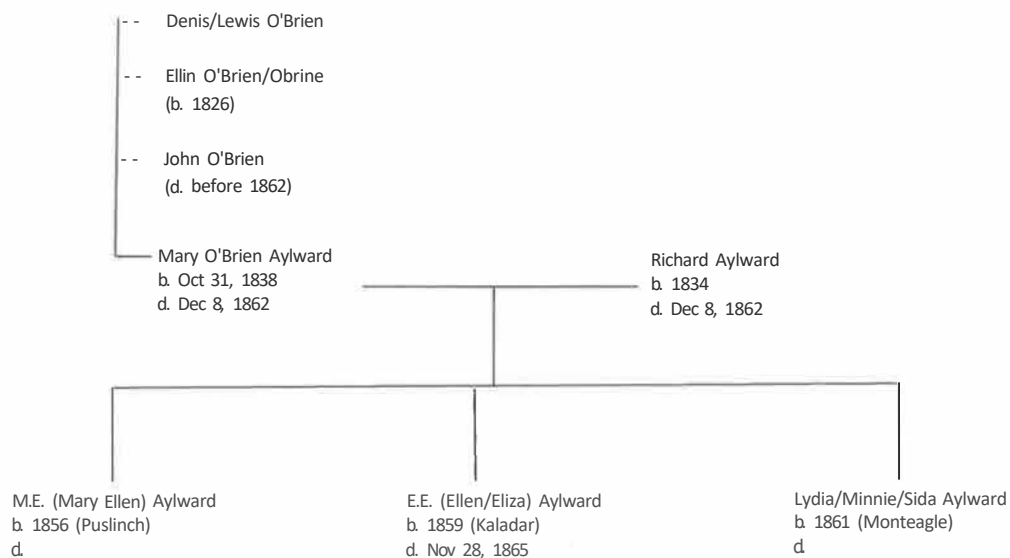 Denis/Lewis O'Brien
Ellin O'Brien/Obrine
(b. 1826)
John O'Brien
(d. before 1862)
Mary O'Brien Aylward
b. Oct 31, 1838
d. Dec 8, 1862
Richard Aylward
b. 1834
d. Dec 8, 1862
M.E. (Mary Ellen) Aylward
b. 1856 (Puslinch)
d.
E.E. (Ellen/Eliza) Aylward
b. 1859 (Kaladar)
d. Nov 28, 1865
Lydia/Minnie/Sida Aylward
b. 1861 (Monteagle)
d.